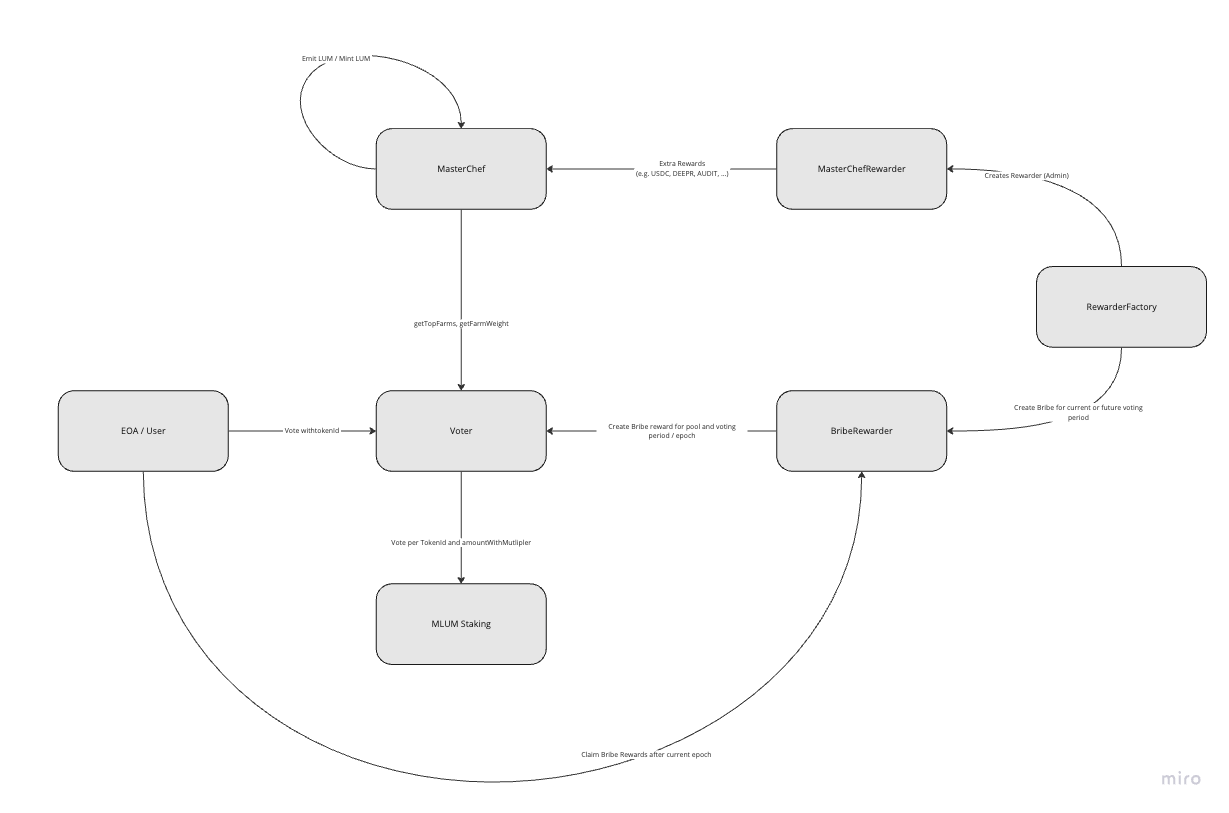 Emit LUM / Mint LUM
MasterChef
Extra Rewards
(e.g. USDC, DEEPR, AUDIT, ...)
MasterChefRewarder
Creates Rewarder (Admin)
RewarderFactory
getTopFarms, getFarmWeight
Create Bribe for current or future voting
period
EOA / User
Vote withtokenId
Voter
Create Bribe reward for pool and voting
period / epoch
BribeRewarder
Vote per TokenId and amountWithMutlipler
MLUM Staking
Claim Bribe Rewards after current epoch
miro